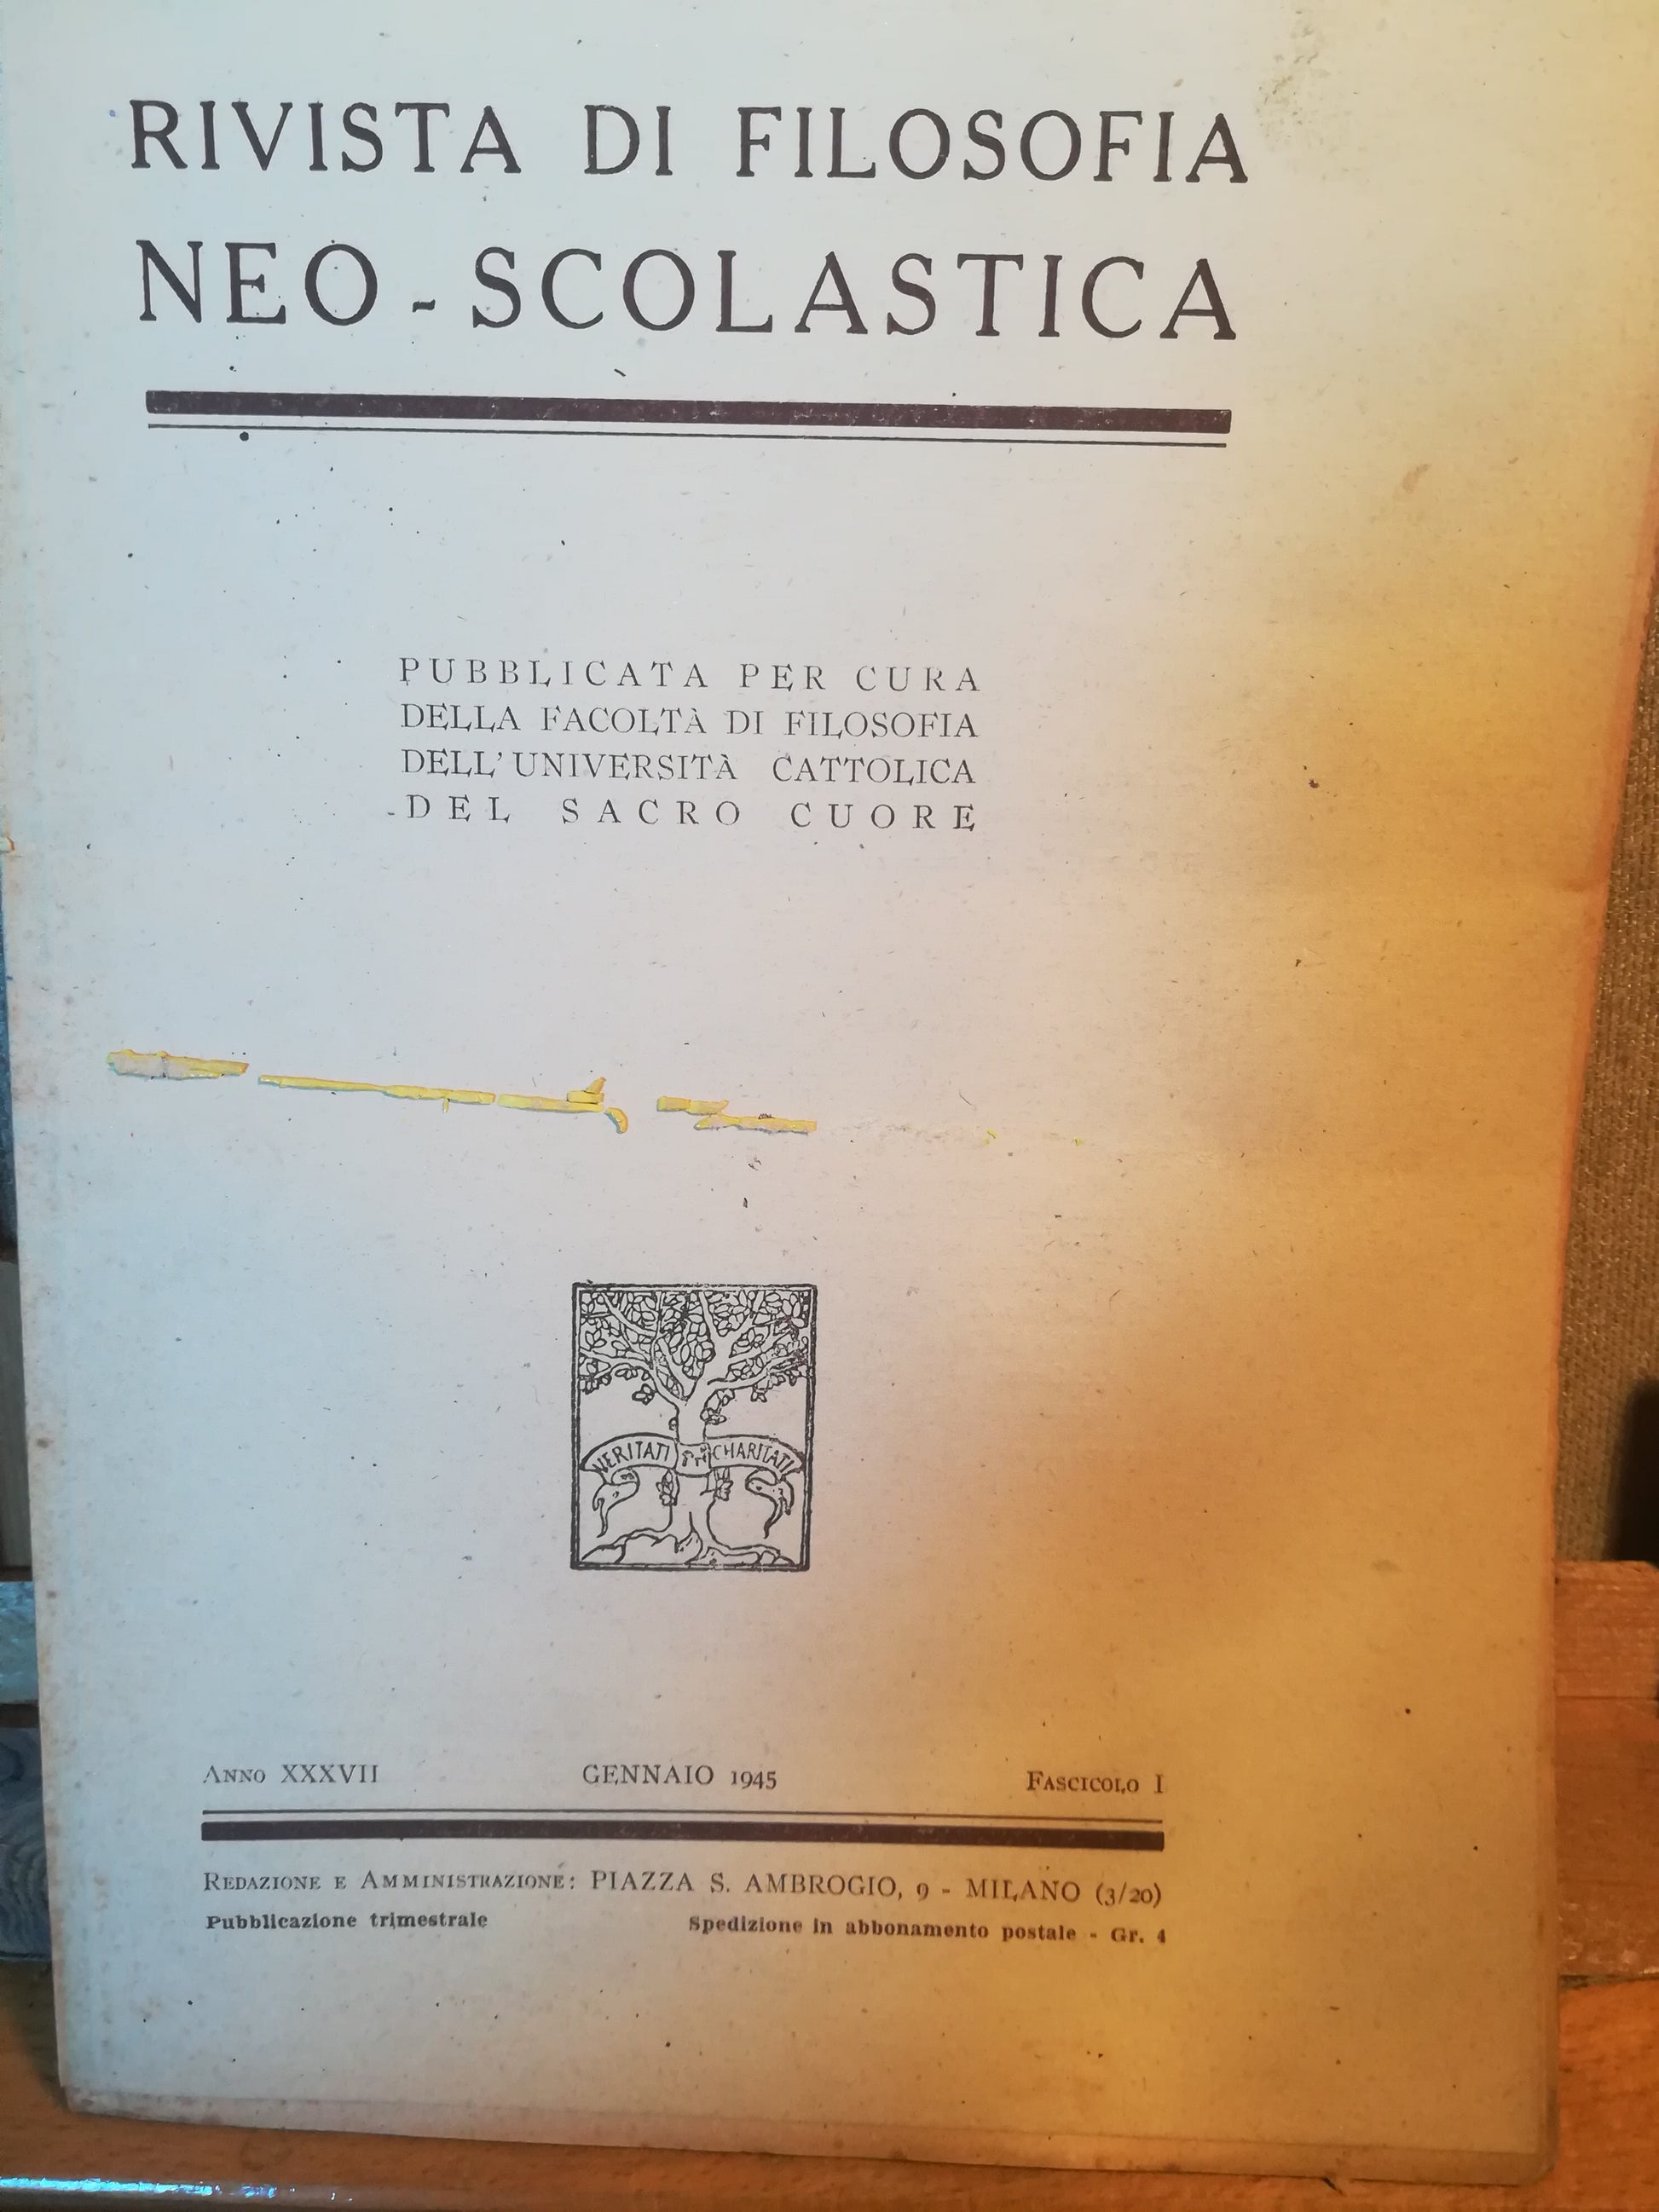 RIVISTA DI FILOSOFIA
NEO - SCOLASTICA
PUBBLICATA PER CURA
DELLA FACOLTÀ DI FILOSOFIA
DELL' UNIVERSITÀ CATTOLICA
DEL SACRO CUORE
VERITATI CHARITATI
ANNO XXXVII GENNAIO 1945 FASCICOLO I
REDAZIONE E AMMINISTRAZIONE: PIAZZA S. AMBROGIO, 9 - MILANO (3/20)
Pubblicazione trimestrale Spedizione in abbonamento postale - Gr. 4